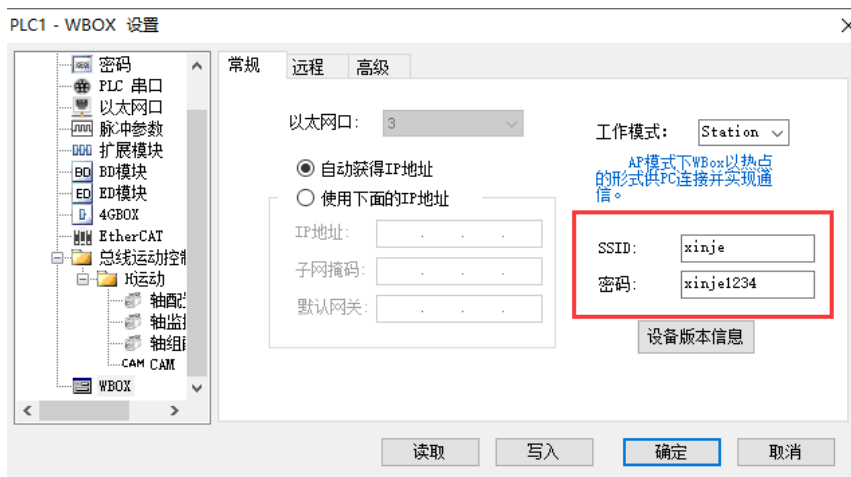 PLC1 - WBOX 设置
密码
PLC 串口
以太网口
脉冲参数
扩展模块
BD BD模块
ED ED模块
4GBOX
EtherCAT
总线运动控制
H运动
轴配
轴监
轴组
CAM CAM
WBOX
常规 远程 高级
以太网口: 3
自动获得IP地址
使用下面的IP地址
IP地址:
子网掩码:
默认网关:
工作模式: Station
AP模式下WBox以热点
的形式供PC连接并实现通
信。
SSID: xinje
密码: xinje1234
设备版本信息
读取 写入 确定 取消